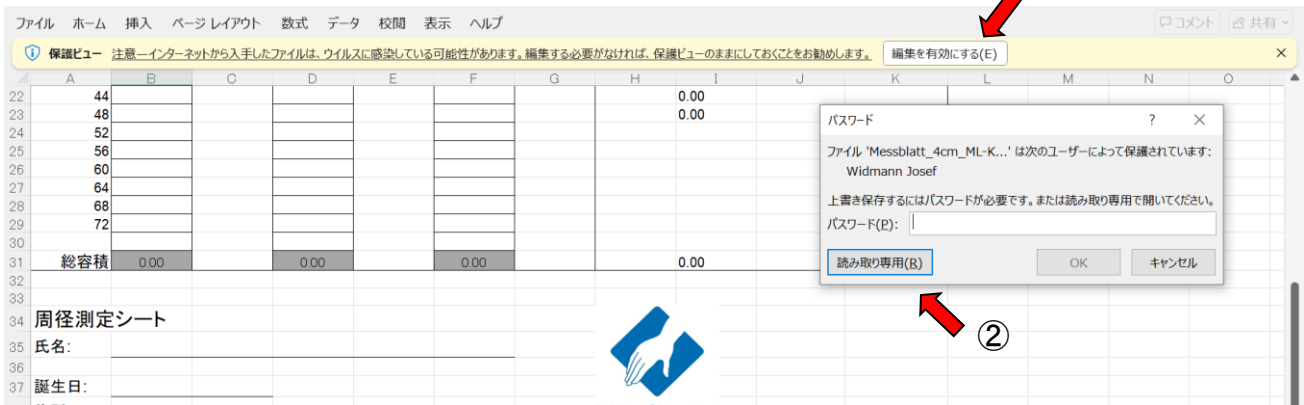 ファイル ホーム 挿入 ページ レイアウト 数式 データ 校閲 表示 ヘルプ コメント 共有
保護ビュー 注意—インターネットから入手したファイルは、ウイルスに感染している可能性があります。編集する必要がなければ、保護ビューのままにしておくことをお勧めします。 編集を有効にする(E) ×
A B C D E F G H I J K L M N O
22 44 0.00
23 48 0.00
24 52
25 56
26 60
27 64
28 68
29 72
30
31 総容積 0.00 0.00 0.00 0.00
32
33
34 周径測定シート
35 氏名:
36
37 誕生日:
パスワード ? ×
ファイル 'Messblatt_4cm_ML-K...' は次のユーザーによって保護されています:
Widmann Josef
上書き保存するにはパスワードが必要です。または読み取り専用で開いてください。
パスワード(P):
読み取り専用(R) OK キャンセル
②